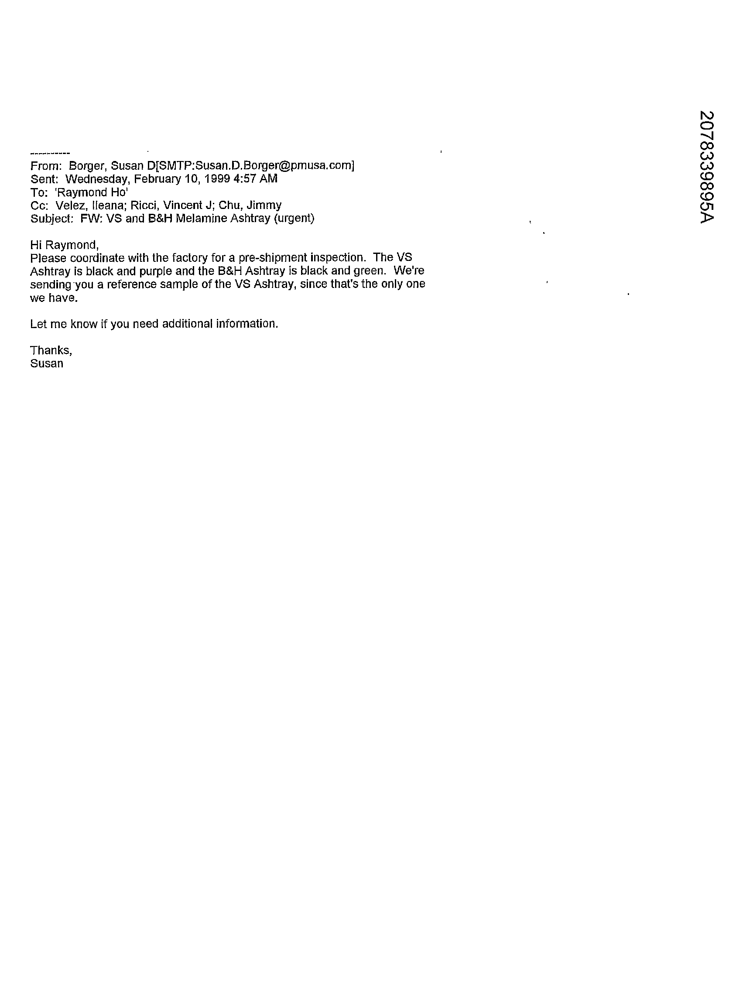 ----------
From: Borger, Susan D[SMTP:Susan.D.Borger@pmusa.com]
Sent: Wednesday, February 10, 1999 4:57 AM
To: 'Raymond Ho'
Cc: Velez, Ileana; Ricci, Vincent J; Chu, Jimmy
Subject: FW: VS and B&H Melamine Ashtray (urgent)
Hi Raymond,
Please coordinate with the factory for a pre-shipment inspection. The VS
Ashtray is black and purple and the B&H Ashtray is black and green. We're
sending you a reference sample of the VS Ashtray, since that's the only one
we have.
Let me know if you need additional information.
Thanks,
Susan
2078339895A